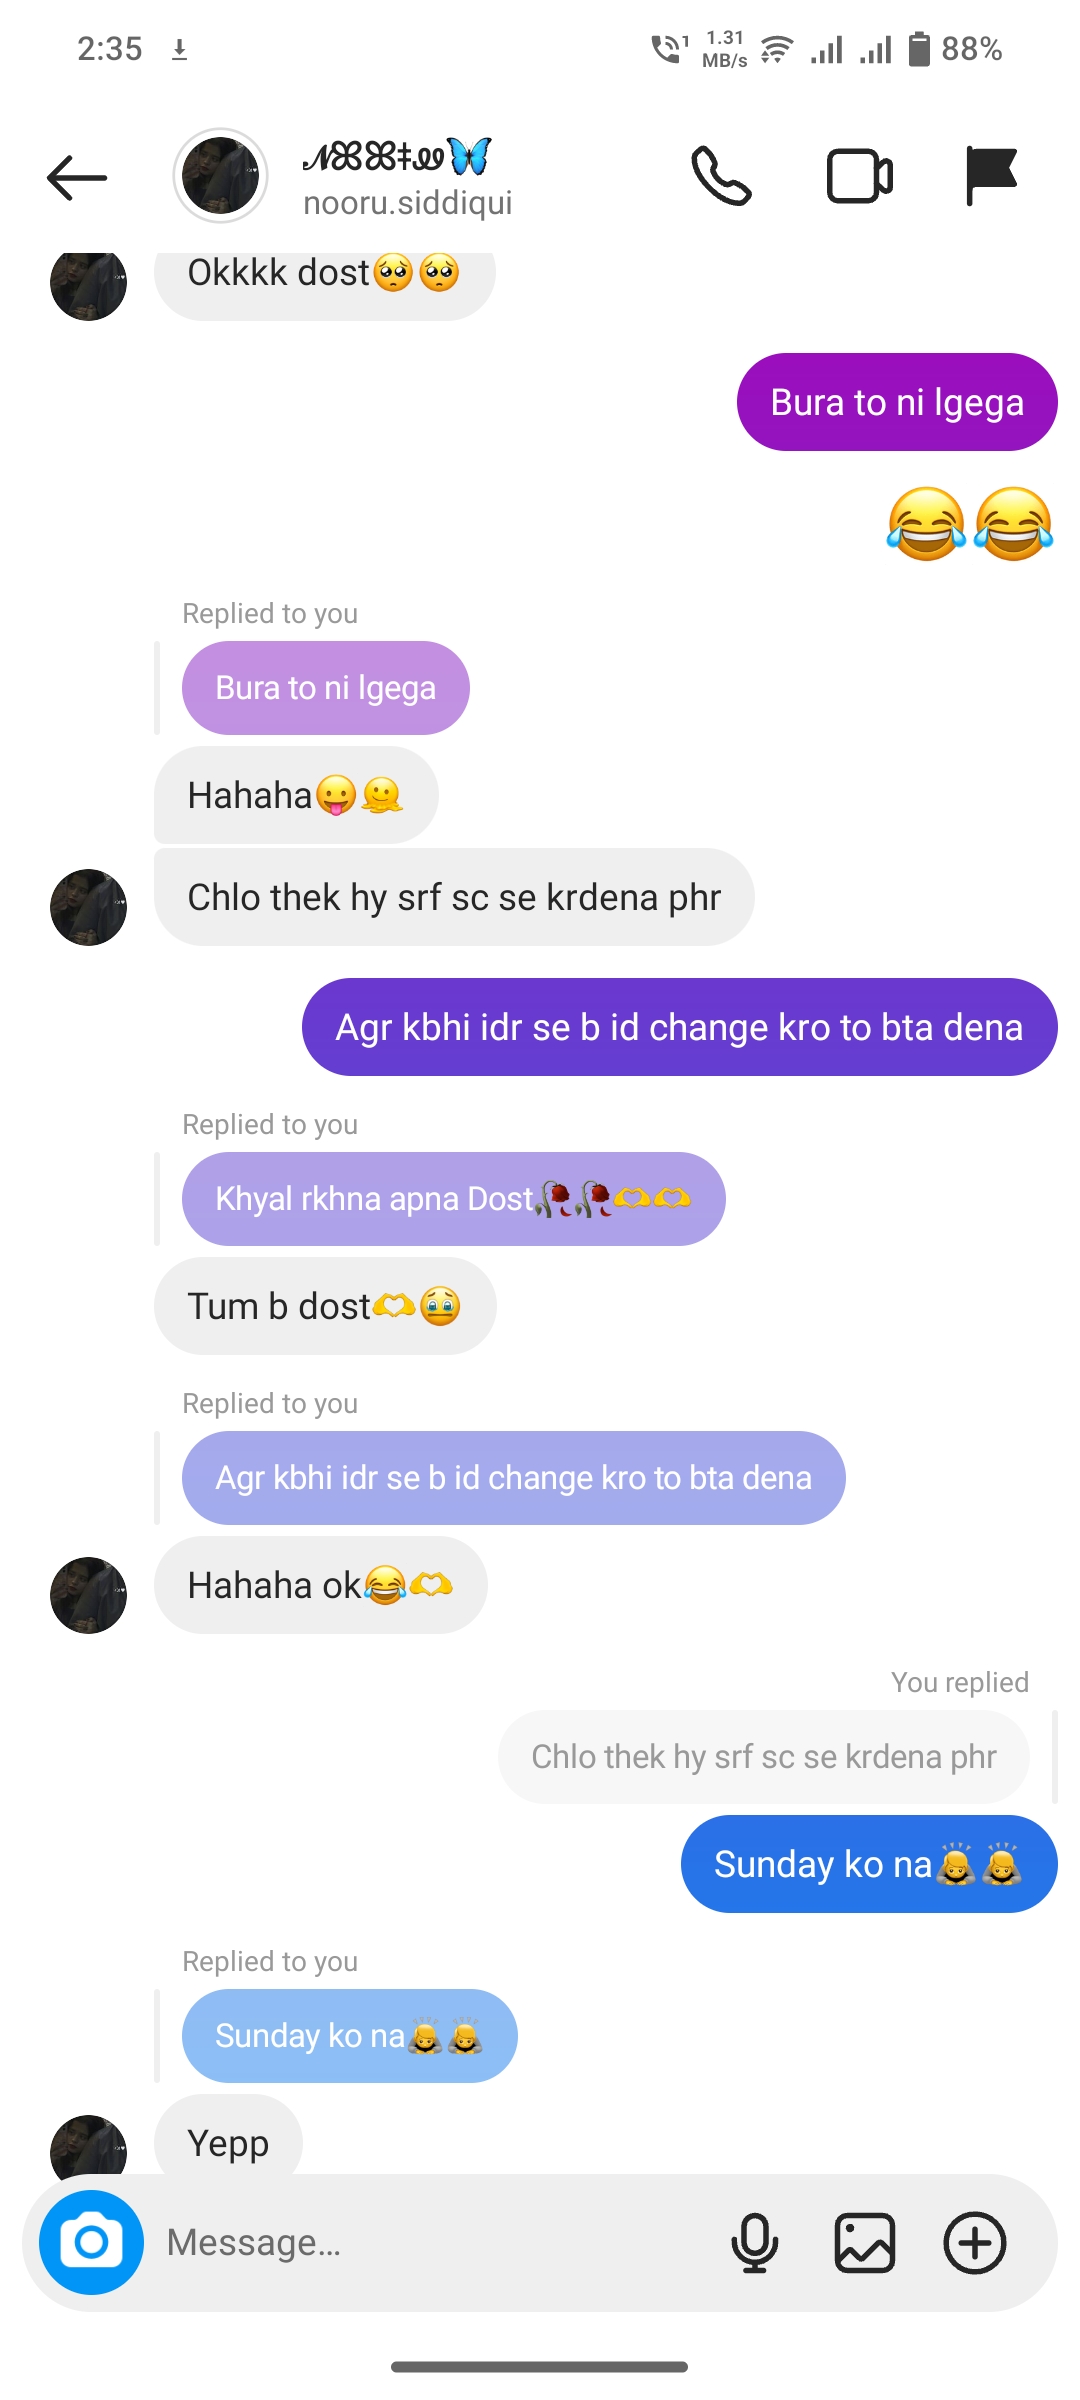 2:35
1.31
MB/s
88%
nooru.siddiqui
Okkkk dost🥺🥺
Bura to ni lgega
😂😂
Replied to you
Bura to ni lgega
Hahaha😛🫠
Chlo thek hy srf sc se krdena phr
Agr kbhi idr se b id change kro to bta dena
Replied to you
Khyal rkhna apna Dost🥀🥀🫶🫶
Tum b dost🫶🥹
Replied to you
Agr kbhi idr se b id change kro to bta dena
Hahaha ok😂🫶
You replied
Chlo thek hy srf sc se krdena phr
Sunday ko na🙇🙇
Replied to you
Sunday ko na🙇🙇
Yepp
Message...